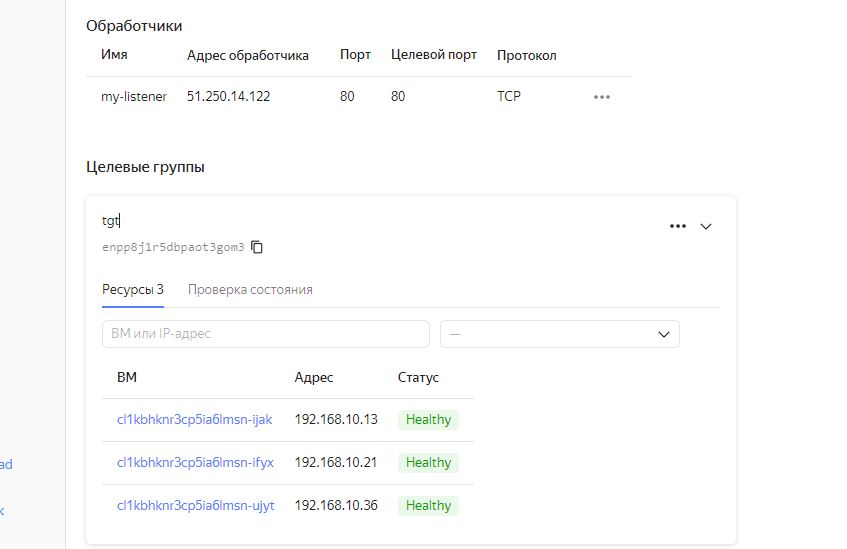 Обработчики
Имя Адрес обработчика Порт Целевой порт Протокол
my-listener 51.250.14.122 80 80 TCP
Целевые группы
tgt
enpp8j1r5dbpaot3gom3
Ресурсы 3 Проверка состояния
ВМ или IP-адрес —
ВМ Адрес Статус
cl1kbhknr3cp5ia6lmsn-ijak 192.168.10.13 Healthy
ad
cl1kbhknr3cp5ia6lmsn-ifyx 192.168.10.21 Healthy
k
cl1kbhknr3cp5ia6lmsn-ujyt 192.168.10.36 Healthy